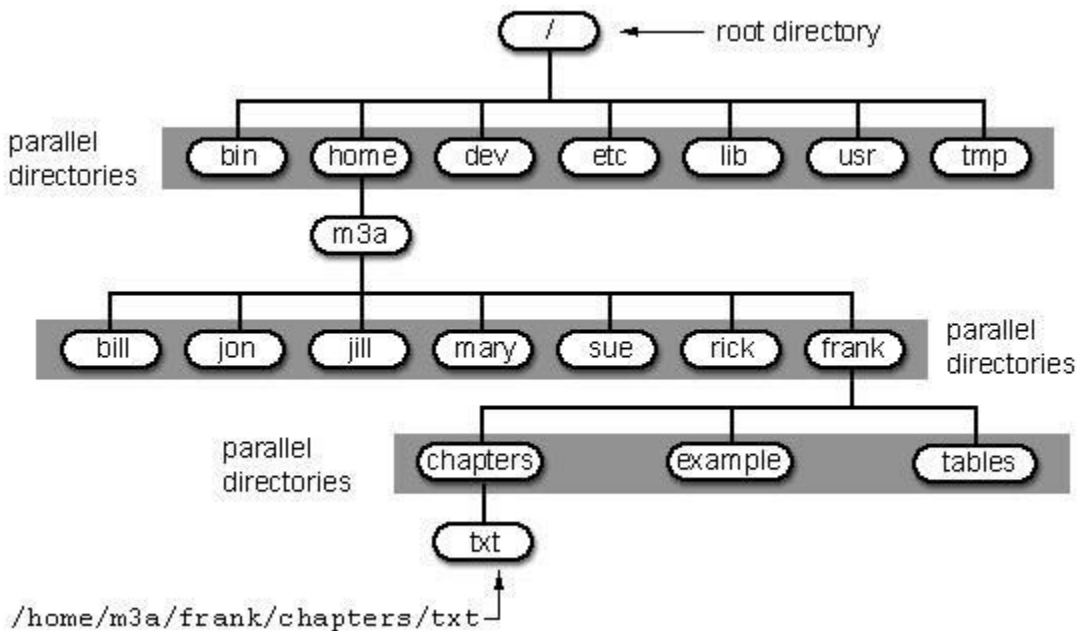 /
root directory
parallel
directories
bin home dev etc lib usr tmp
m3a
bill jon jill mary sue rick frank
parallel
directories
parallel
directories
chapters example tables
txt
/home/m3a/frank/chapters/txt